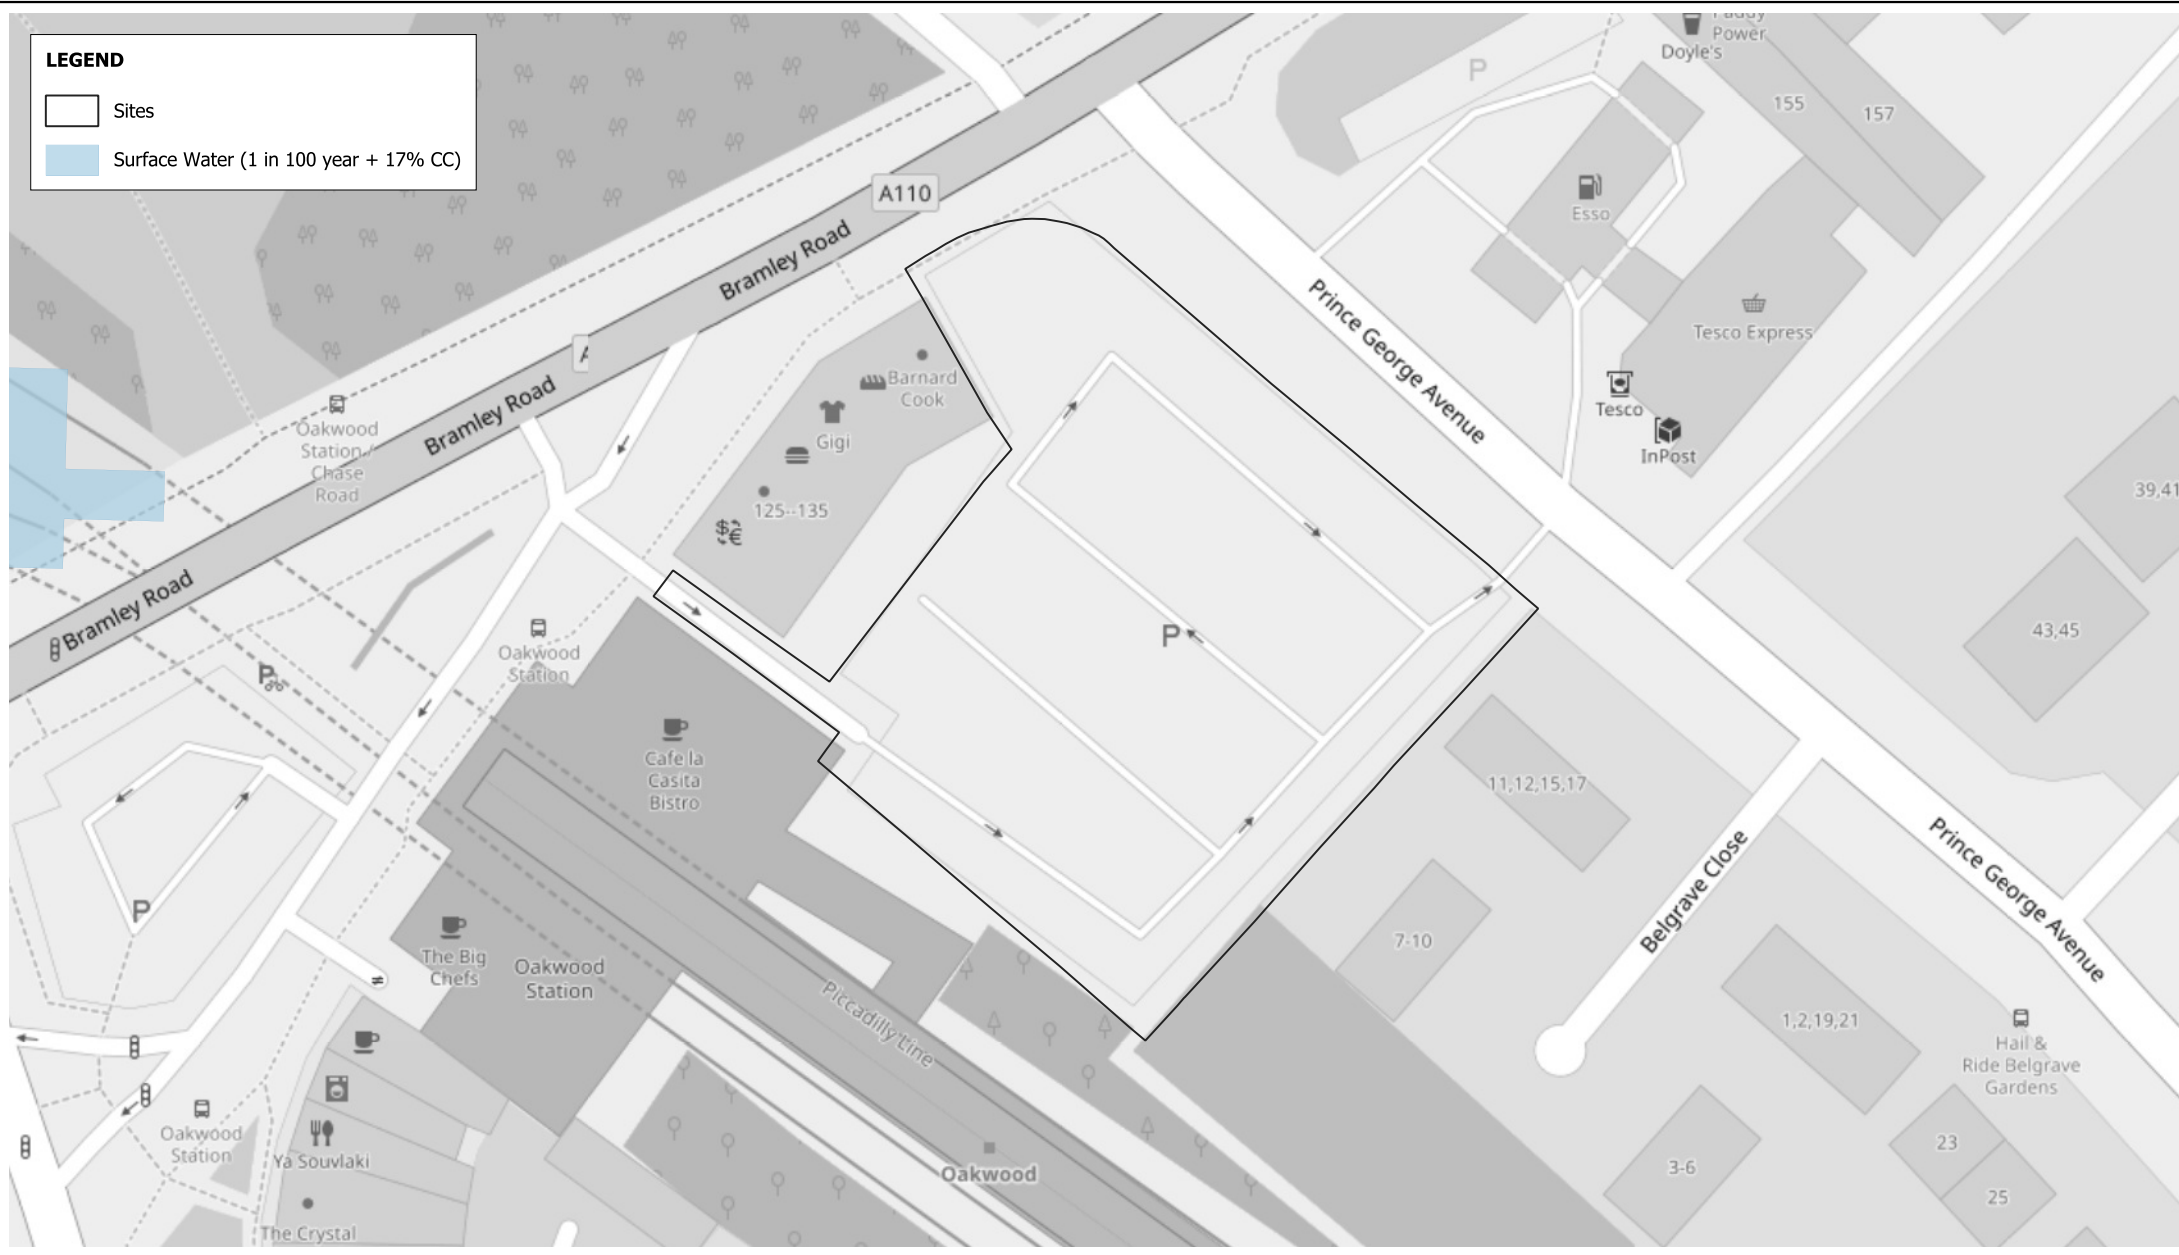 LEGEND
Sites
Surface Water (1 in 100 year + 17% CC)
Paddy
Power
Doyle's
P
155
157
A110
Esso
Bramley Road
Prince George Avenue
Tesco Express
Barnard
Cook
Tesco
Gigi
InPost
Bramley Road
Oakwood
Station /
Chase
Road
125--135
39,41
Bramley Road
P
43,45
Oakwood
Station
P
Cafe la
Casita
Bistro
11,12,15,17
Belgrave Close
Prince George Avenue
P
The Big
Chefs
Oakwood
Station
7-10
Piccadilly Line
1,2,19,21
Hail &
Ride Belgrave
Gardens
Oakwood
Station
Ya Souvlaki
Oakwood
3-6
23
25
The Crystal